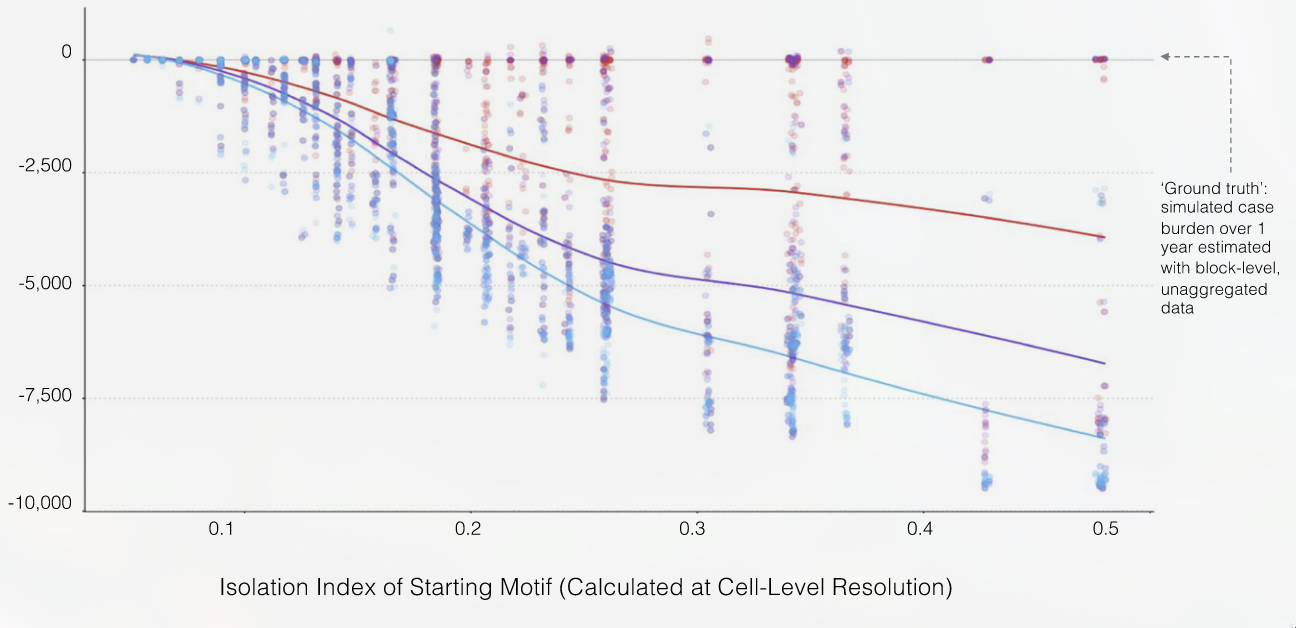 0
-2,500
-5,000
-7,500
-10,000
0.1
0.2
0.3
0.4
0.5
Isolation Index of Starting Motif (Calculated at Cell-Level Resolution)
‘Ground truth’:
simulated case
burden over 1
year estimated
with block-level,
unaggregated
data